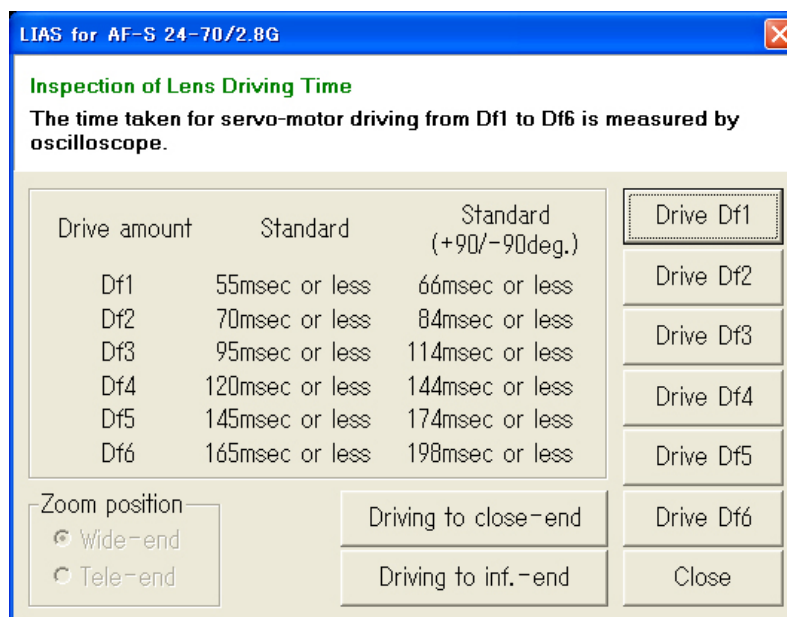 LIAS for AF-S 24-70/2.8G
Inspection of Lens Driving Time
The time taken for servo-motor driving from Df1 to Df6 is measured by
oscilloscope.
Drive amount Standard Standard
(+90/-90deg.)
Df1 55msec or less 66msec or less
Df2 70msec or less 84msec or less
Df3 95msec or less 114msec or less
Df4 120msec or less 144msec or less
Df5 145msec or less 174msec or less
Df6 165msec or less 198msec or less
Drive Df1
Drive Df2
Drive Df3
Drive Df4
Drive Df5
Drive Df6
Zoom position
Wide-end
Tele-end
Driving to close-end
Driving to inf.-end
Close